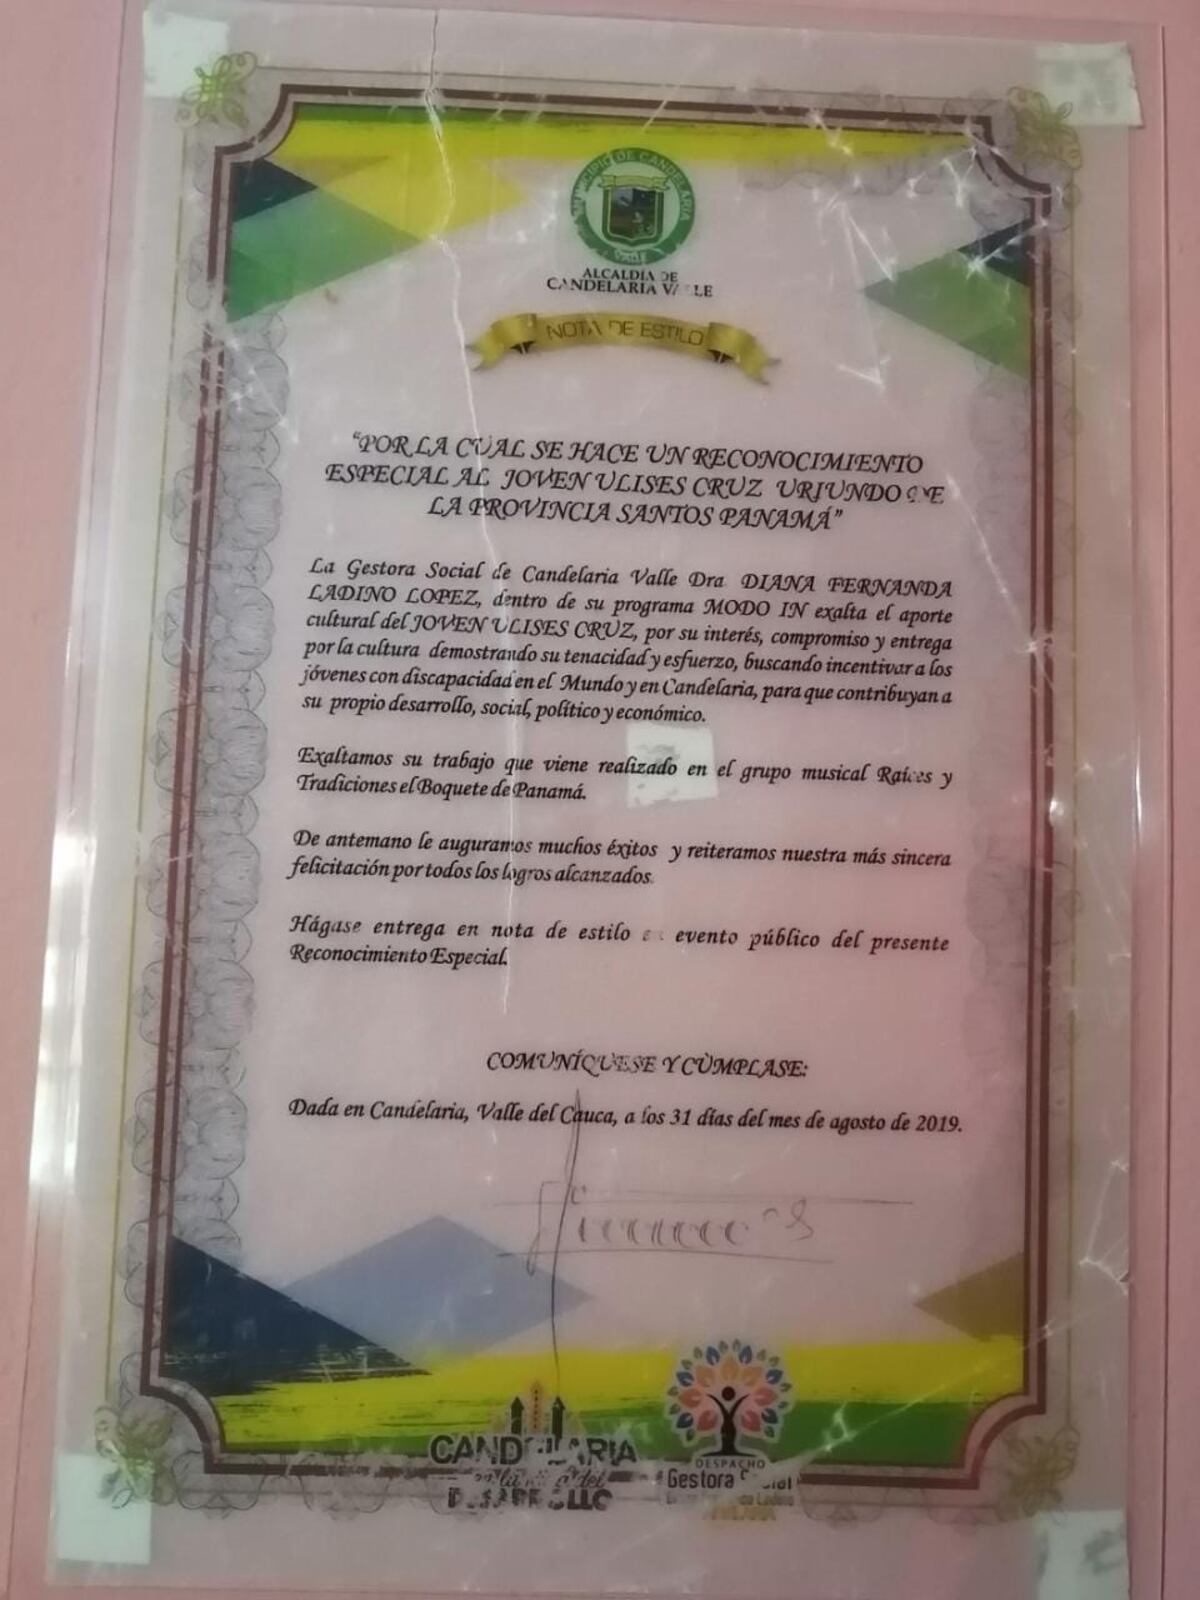 MUNICIPIO DE CANDELARIA
ALCALDÍA DE
CANDELARIA VALLE
NOTA DE ESTILO
“POR LA CUAL SE HACE UN RECONOCIMIENTO
ESPECIAL AL JOVEN ULISES CRUZ URIUNDO DE
LA PROVINCIA SANTOS PANAMÁ”
La Gestora Social de Candelaria Valle Dra DIANA FERNANDA
LADINO LOPEZ, dentro de su programa MODO IN exalta el aporte
cultural del JOVEN ULISES CRUZ, por su interés, compromiso y entrega
por la cultura demostrando su tenacidad y esfuerzo, buscando incentivar a los
jóvenes con discapacidad en el Mundo y en Candelaria, para que contribuyan a
su propio desarrollo, social, político y económico.
Exaltamos su trabajo que viene realizado en el grupo musical Raíces y
Tradiciones el Boquete de Panamá.
De antemano le auguramos muchos éxitos y reiteramos nuestra más sincera
felicitación por todos los logros alcanzados.
Hágase entrega en nota de estilo en evento público del presente
Reconocimiento Especial.
COMUNÍQUESE Y CÚMPLASE:
Dada en Candelaria, Valle del Cauca, a los 31 días del mes de agosto de 2019.
CANDELARIA
DESARROLLO
DESPACHO
Gestora Social